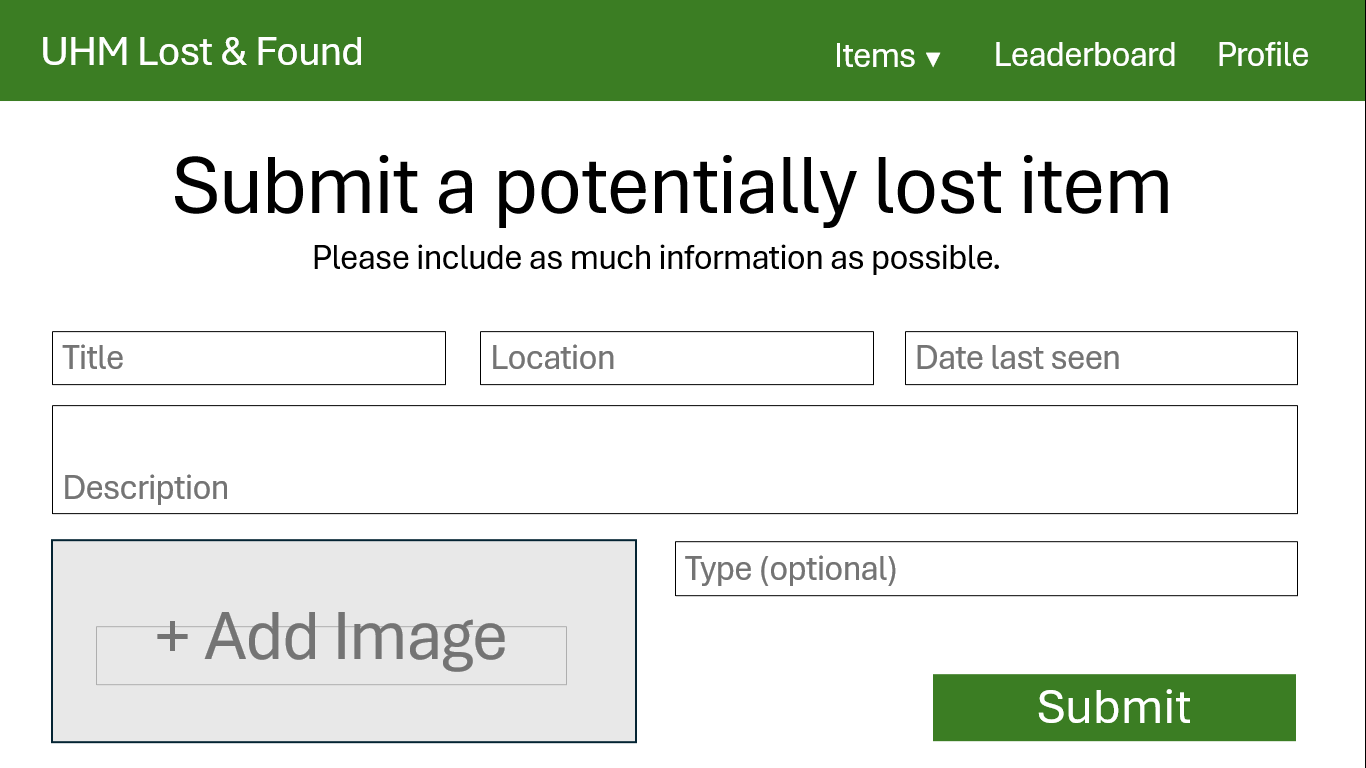 UHM Lost & Found
Items ▼ Leaderboard Profile
Submit a potentially lost item
Please include as much information as possible.
Title
Location
Date last seen
Description
+ Add Image
Type (optional)
Submit